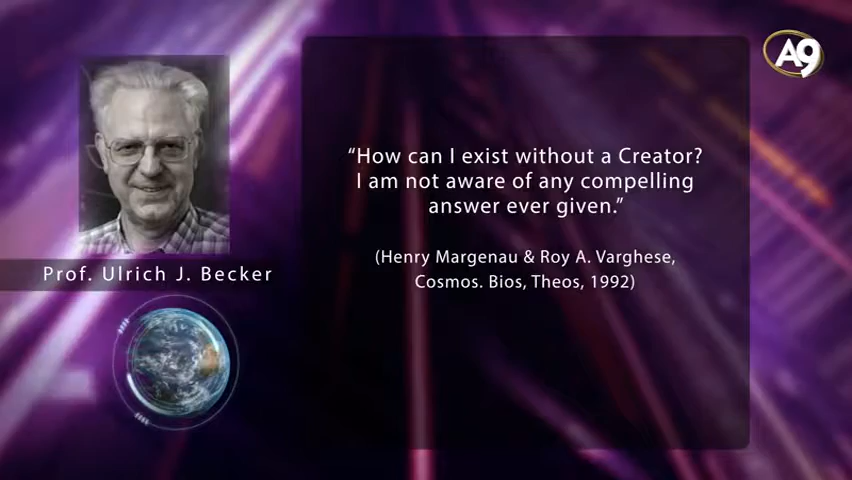 A9
“How can I exist without a Creator?
I am not aware of any compelling
answer ever given.”
(Henry Margenau & Roy A. Varghese,
Cosmos. Bios, Theos, 1992)
Prof. Ulrich J. Becker